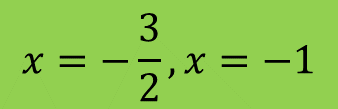 x = −3/2, x = −1